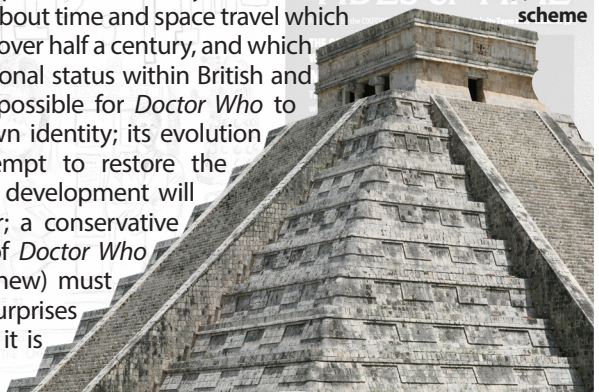 about time and space travel which
scheme
over half a century, and which
onal status within British and
possible for Doctor Who to
wn identity; its evolution
empt to restore the
development will
r; a conservative
of Doctor Who
new) must
urprises
it is